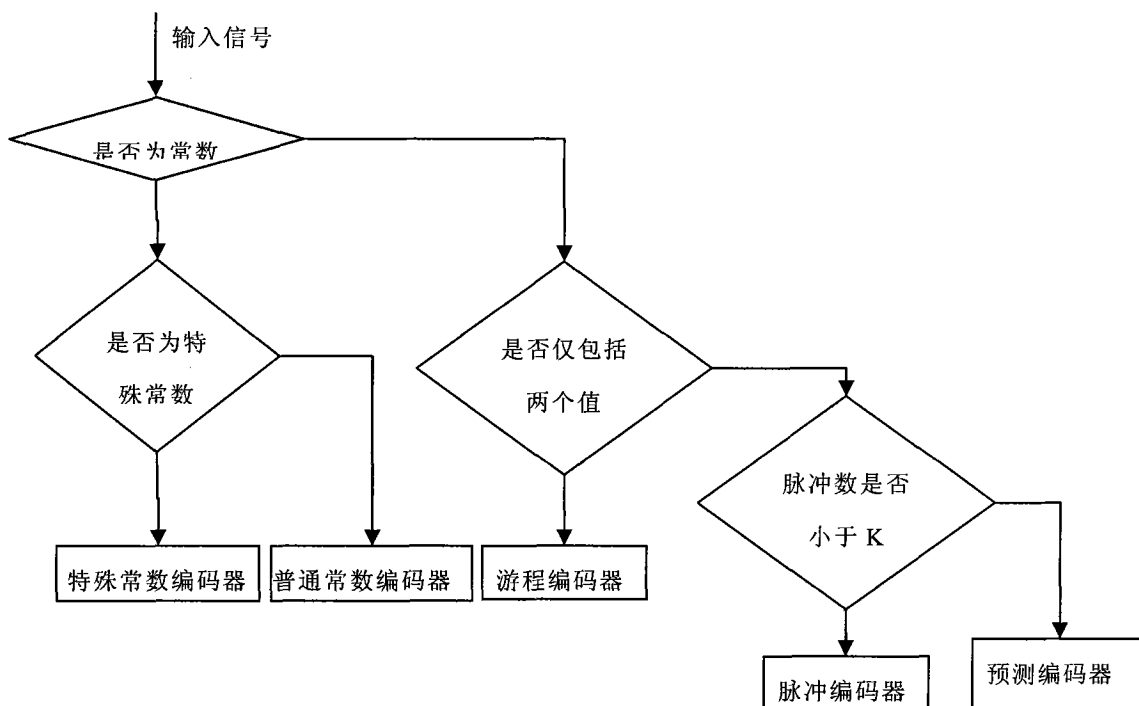 输入信号
是否为常数
是否为特
殊常数
是否仅包括
两个值
脉冲数是否
小于 K
特殊常数编码器
普通常数编码器
游程编码器
脉冲编码器
预测编码器